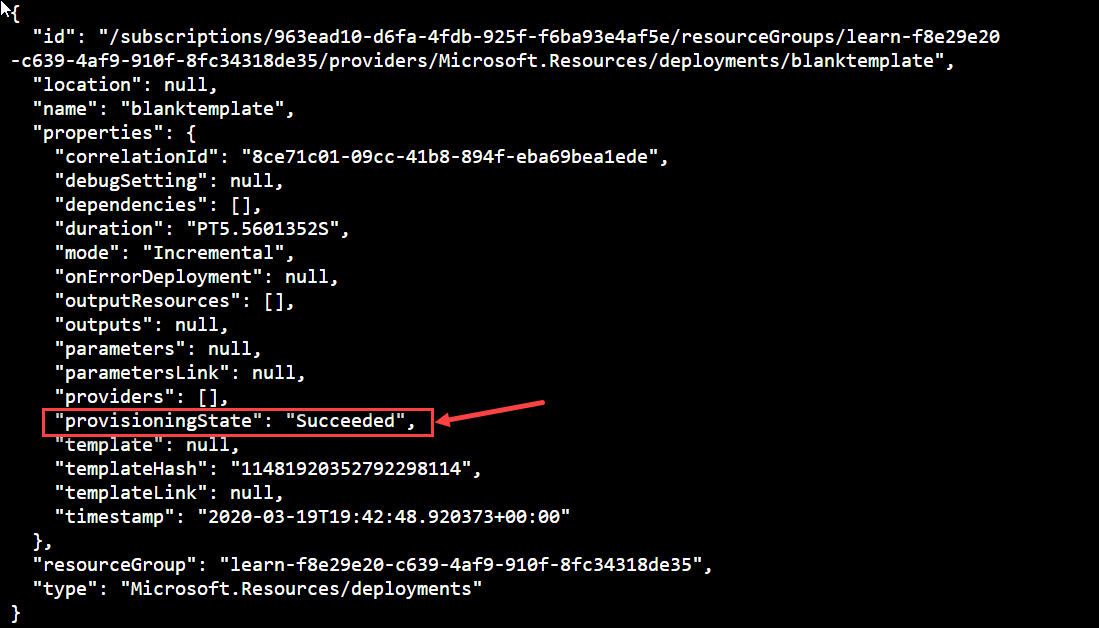 {
  "id": "/subscriptions/963ead10-d6fa-4fdb-925f-f6ba93e4af5e/resourceGroups/learn-f8e29e20
-c639-4af9-910f-8fc34318de35/providers/Microsoft.Resources/deployments/blanktemplate",
  "location": null,
  "name": "blanktemplate",
  "properties": {
    "correlationId": "8ce71c01-09cc-41b8-894f-eba69bea1ede",
    "debugSetting": null,
    "dependencies": [],
    "duration": "PT5.5601352S",
    "mode": "Incremental",
    "onErrorDeployment": null,
    "outputResources": [],
    "outputs": null,
    "parameters": null,
    "parametersLink": null,
    "providers": [],
    "provisioningState": "Succeeded",
    "template": null,
    "templateHash": "11481920352792298114",
    "templateLink": null,
    "timestamp": "2020-03-19T19:42:48.920373+00:00"
  },
  "resourceGroup": "learn-f8e29e20-c639-4af9-910f-8fc34318de35",
  "type": "Microsoft.Resources/deployments"
}